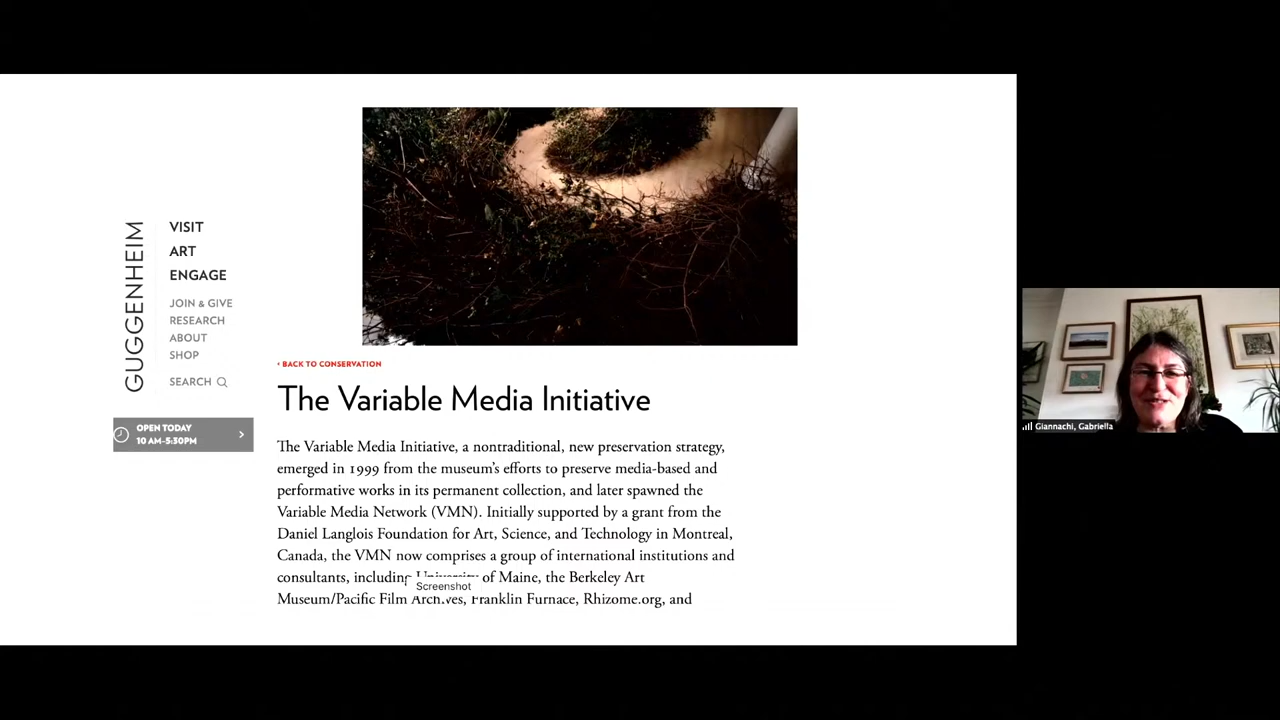 GUGGENHEIM
VISIT
ART
ENGAGE
JOIN & GIVE
RESEARCH
ABOUT
SHOP
SEARCH
OPEN TODAY
10 AM–5:30PM
‹ BACK TO CONSERVATION
The Variable Media Initiative
The Variable Media Initiative, a nontraditional, new preservation strategy,
emerged in 1999 from the museum's efforts to preserve media-based and
performative works in its permanent collection, and later spawned the
Variable Media Network (VMN). Initially supported by a grant from the
Daniel Langlois Foundation for Art, Science, and Technology in Montreal,
Canada, the VMN now comprises a group of international institutions and
consultants, including University of Maine, the Berkeley Art
Screenshot
Museum/Pacific Film Archives, Franklin Furnace, Rhizome.org, and
Giannachi, Gabriella